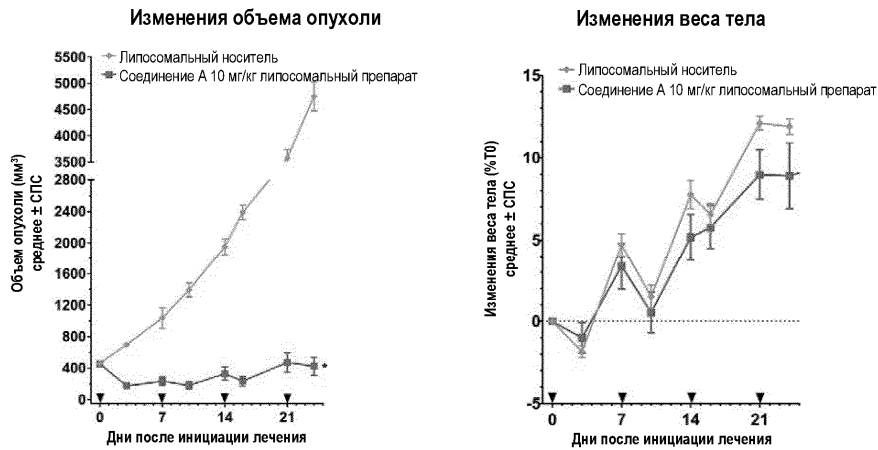 Изменения объема опухоли
Липосомальный носитель
Соединение А 10 мг/кг липосомальный препарат
5500
5000
4500
4000
3500
2800
2400
2000
1600
1200
800
400
0
Объем опухоли (мм³)
среднее ± СПС
*
0 7 14 21
Дни после инициации лечения
Изменения веса тела
Липосомальный носитель
Соединение А 10 мг/кг липосомальный препарат
15
10
5
0
-5
Изменения веса тела (%T0)
среднее ± СПС
0 7 14 21
Дни после инициации лечения